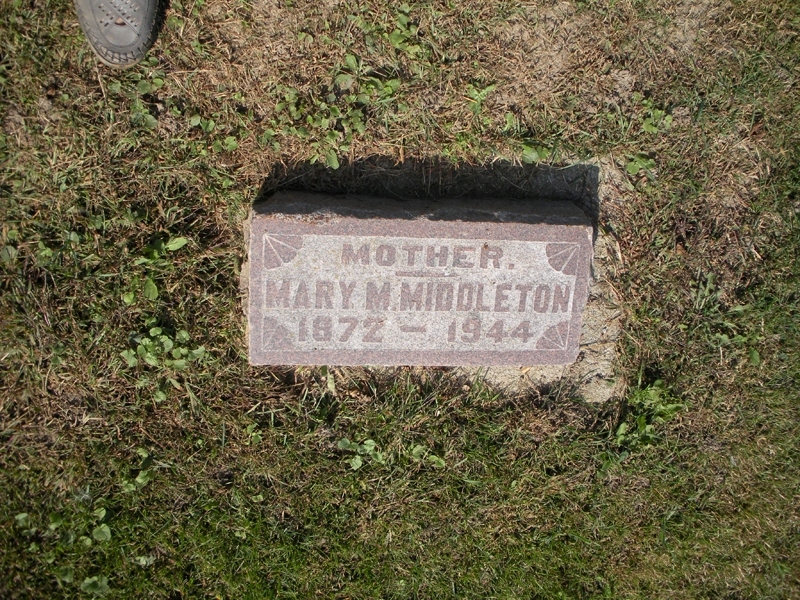 MOTHER.
MARY M. MIDDLETON
1872 — 1944